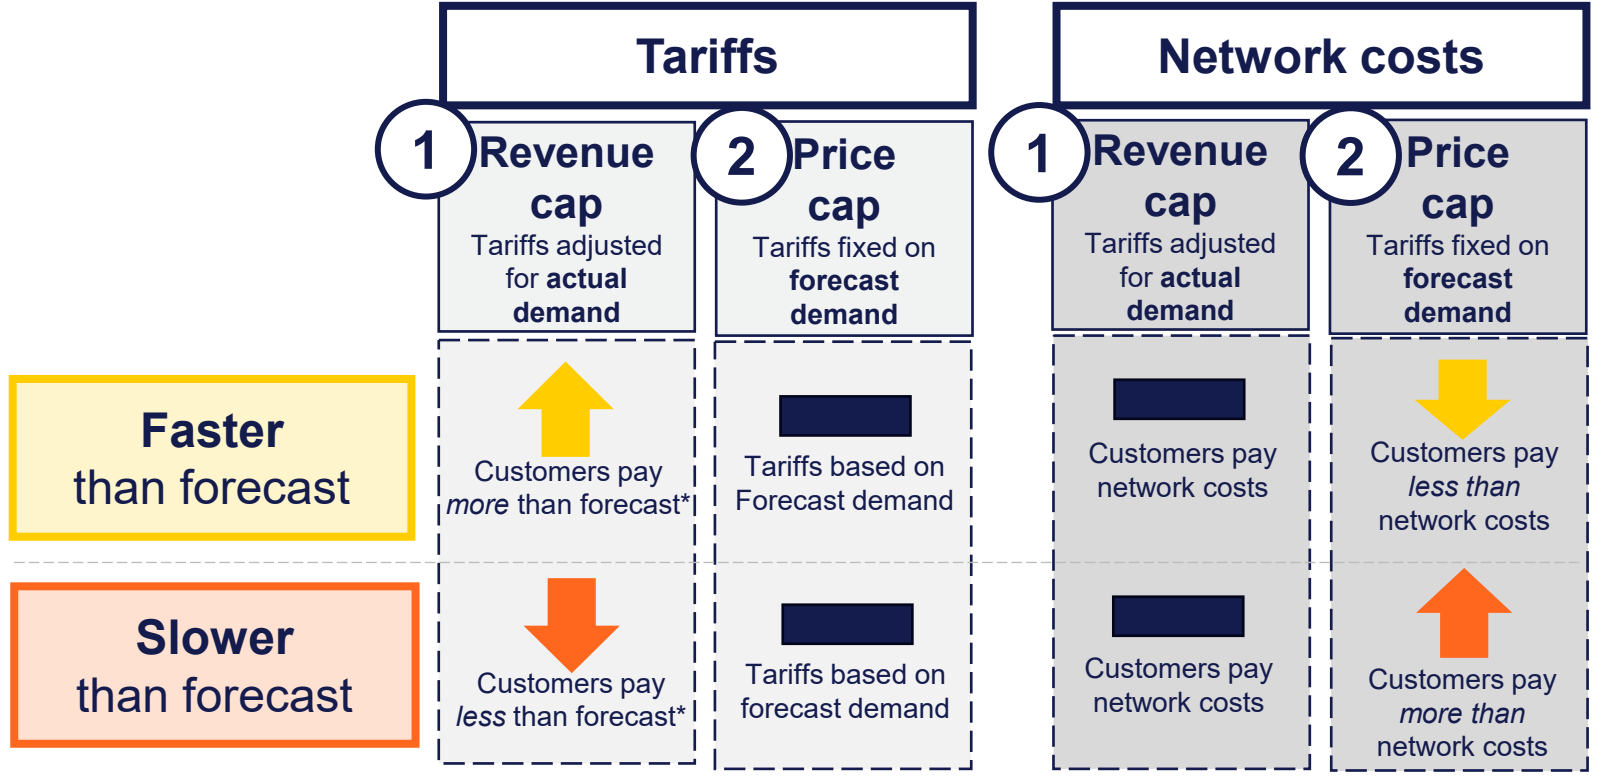 Tariffs
Network costs
1
Revenue
cap
Tariffs adjusted
for actual
demand
2
Price
cap
Tariffs fixed on
forecast
demand
1
Revenue
cap
Tariffs adjusted
for actual
demand
2
Price
cap
Tariffs fixed on
forecast
demand
Faster
than forecast
Customers pay
more than forecast*
Tariffs based on
Forecast demand
Customers pay
network costs
Customers pay
less than
network costs
Slower
than forecast
Customers pay
less than forecast*
Tariffs based on
forecast demand
Customers pay
network costs
Customers pay
more than
network costs